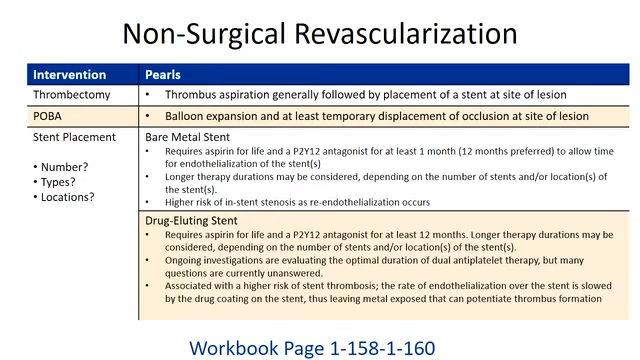 Non-Surgical Revascularization
Intervention
Pearls
Thrombectomy
• Thrombus aspiration generally followed by placement of a stent at site of lesion
POBA
• Balloon expansion and at least temporary displacement of occlusion at site of lesion
Stent Placement
• Number?
• Types?
• Locations?
Bare Metal Stent
• Requires aspirin for life and a P2Y12 antagonist for at least 1 month (12 months preferred) to allow time
for endothelialization of the stent(s)
• Longer therapy durations may be considered, depending on the number of stents and/or location(s) of
the stent(s).
• Higher risk of in-stent stenosis as re-endothelialization occurs
Drug-Eluting Stent
• Requires aspirin for life and a P2Y12 antagonist for at least 12 months. Longer therapy durations may be
considered, depending on the number of stents and/or location(s) of the stent(s).
• Ongoing investigations are evaluating the optimal duration of dual antiplatelet therapy, but many
questions are currently unanswered.
• Associated with a higher risk of stent thrombosis; the rate of endothelialization over the stent is slowed
by the drug coating on the stent, thus leaving metal exposed that can potentiate thrombus formation
Workbook Page 1-158-1-160